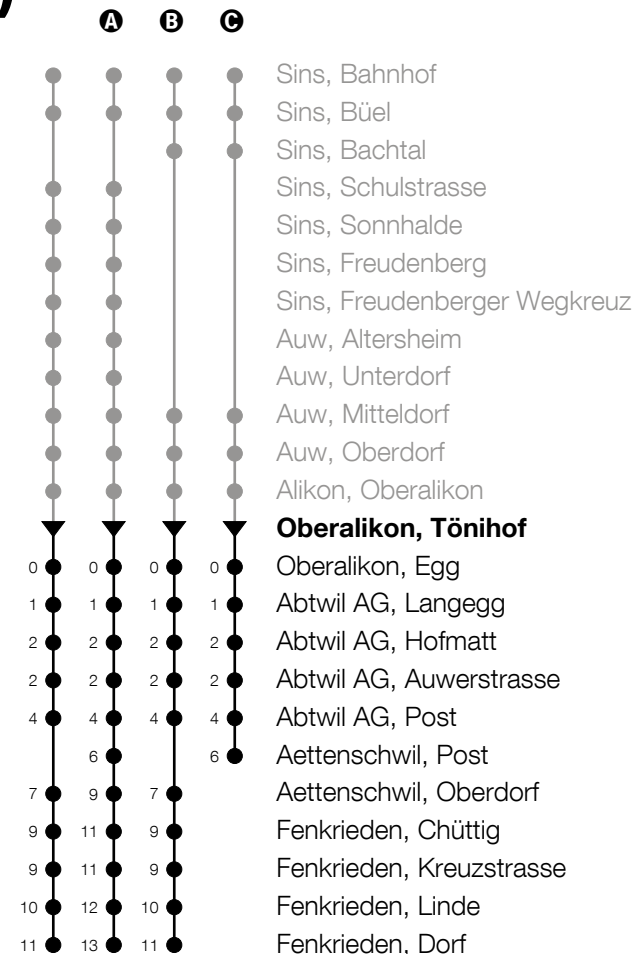 A B C
Sins, Bahnhof
Sins, Büel
Sins, Bachtal
Sins, Schulstrasse
Sins, Sonnhalde
Sins, Freudenberg
Sins, Freudenberger Wegkreuz
Auw, Altersheim
Auw, Unterdorf
Auw, Mitteldorf
Auw, Oberdorf
Alikon, Oberalikon
Oberalikon, Tönihof
0 0 0 0 Oberalikon, Egg
1 1 1 1 Abtwil AG, Langegg
2 2 2 2 Abtwil AG, Hofmatt
2 2 2 2 Abtwil AG, Auwerstrasse
4 4 4 4 Abtwil AG, Post
6 6 Aettenschwil, Post
7 9 7 Aettenschwil, Oberdorf
9 11 9 Fenkrieden, Chüttig
9 11 9 Fenkrieden, Kreuzstrasse
10 12 10 Fenkrieden, Linde
11 13 11 Fenkrieden, Dorf